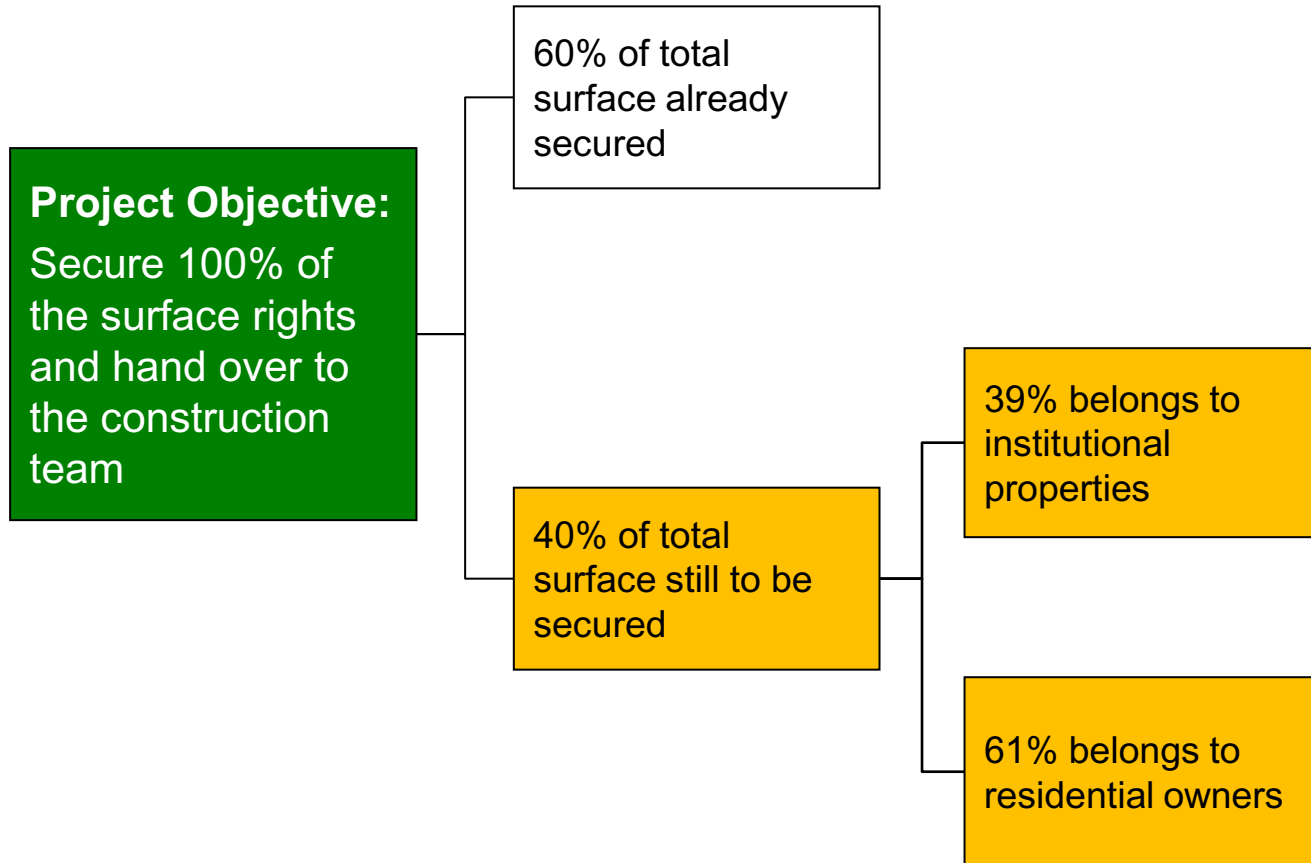 60% of total
surface already
secured
Project Objective:
Secure 100% of
the surface rights
and hand over to
the construction
team
39% belongs to
institutional
properties
40% of total
surface still to be
secured
61% belongs to
residential owners